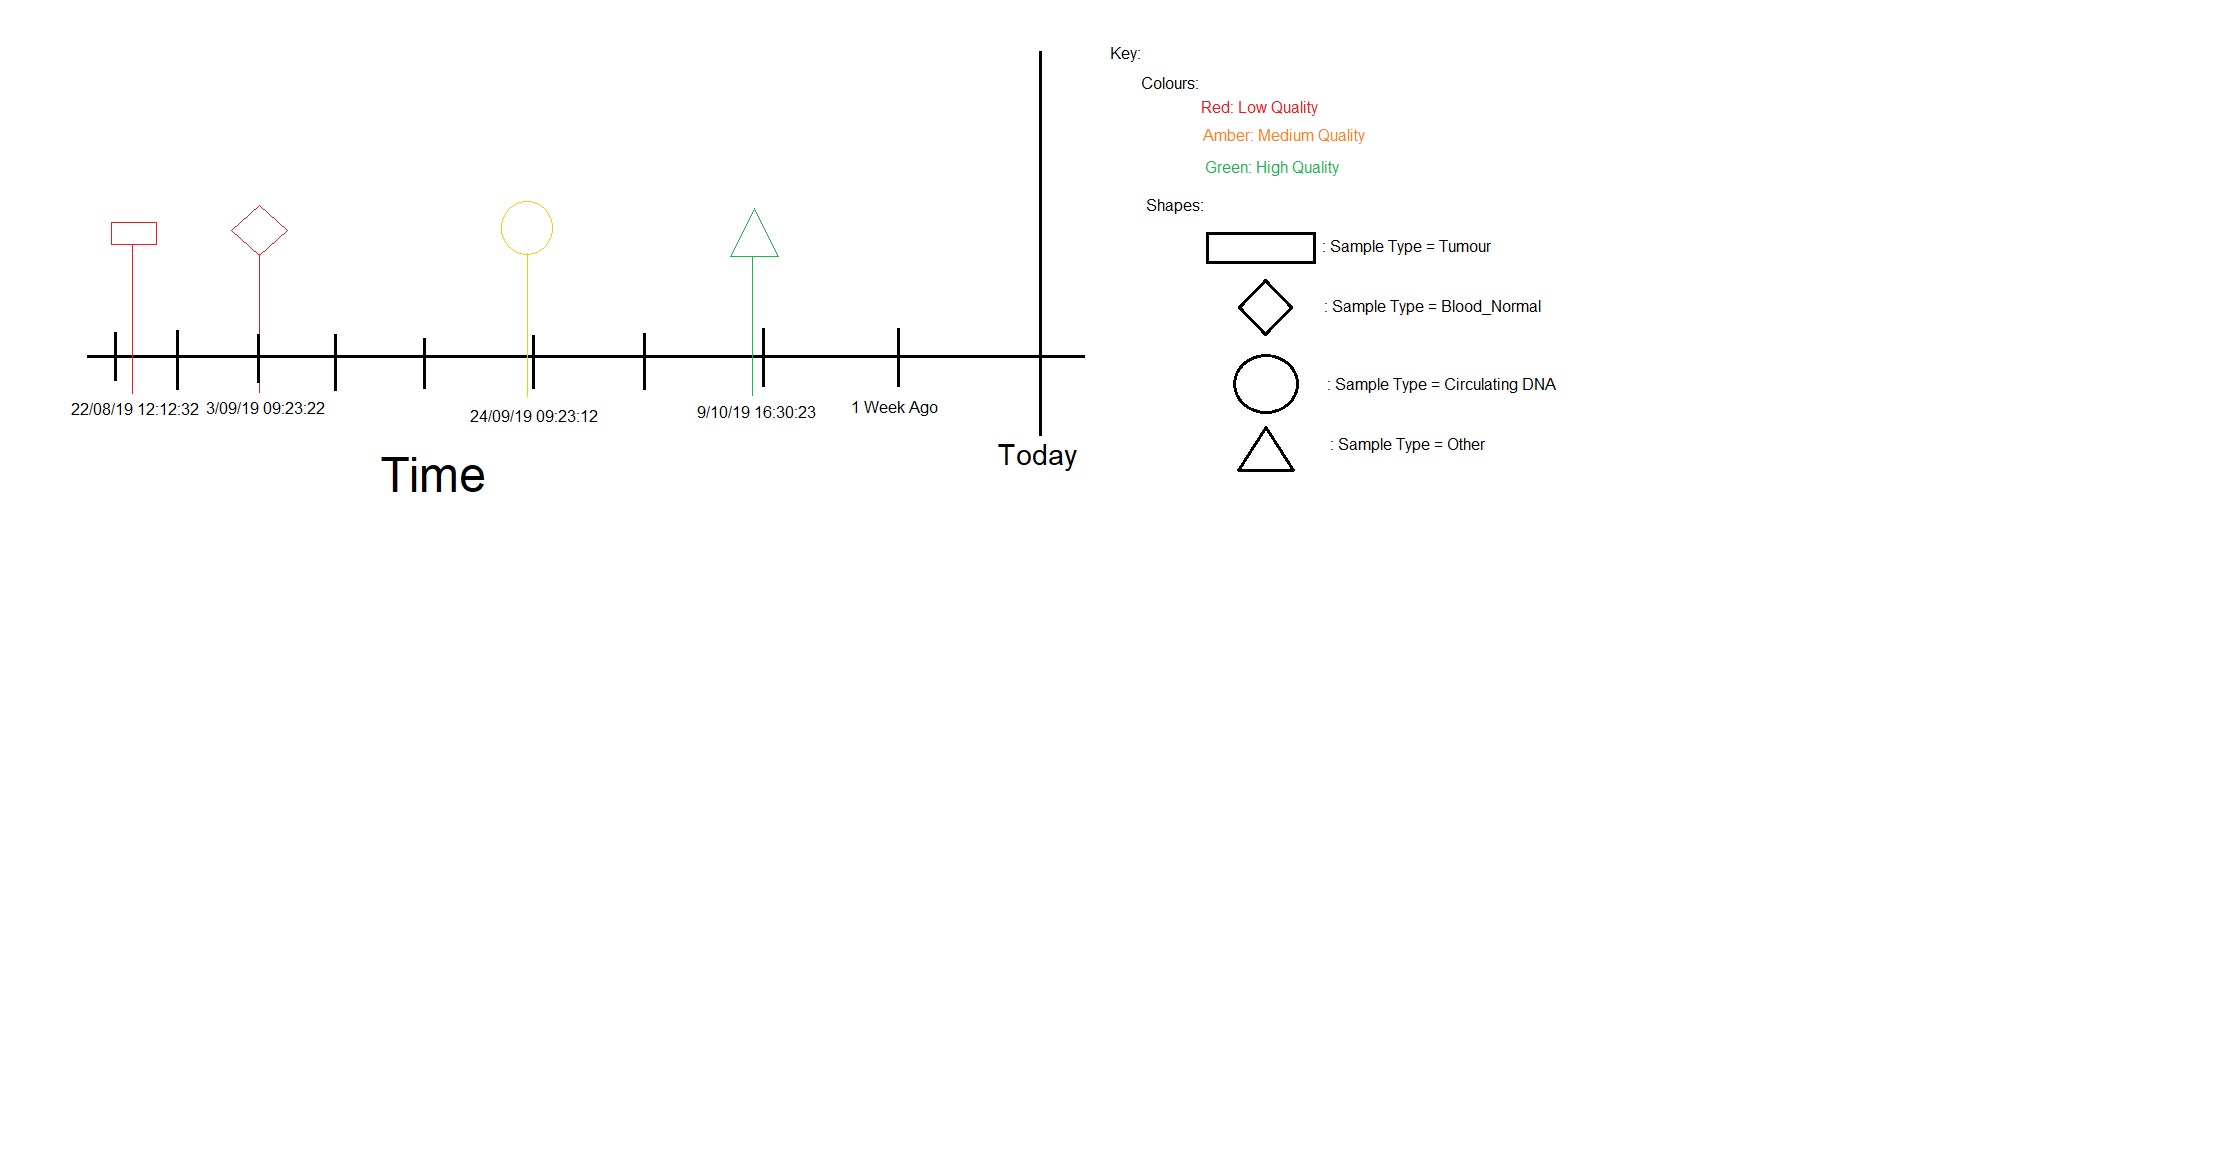 22/08/19 12:12:32
3/09/19 09:23:22
24/09/19 09:23:12
9/10/19 16:30:23
1 Week Ago
Today
Time
Key:
Colours:
Red: Low Quality
Amber: Medium Quality
Green: High Quality
Shapes:
: Sample Type = Tumour
: Sample Type = Blood_Normal
: Sample Type = Circulating DNA
: Sample Type = Other